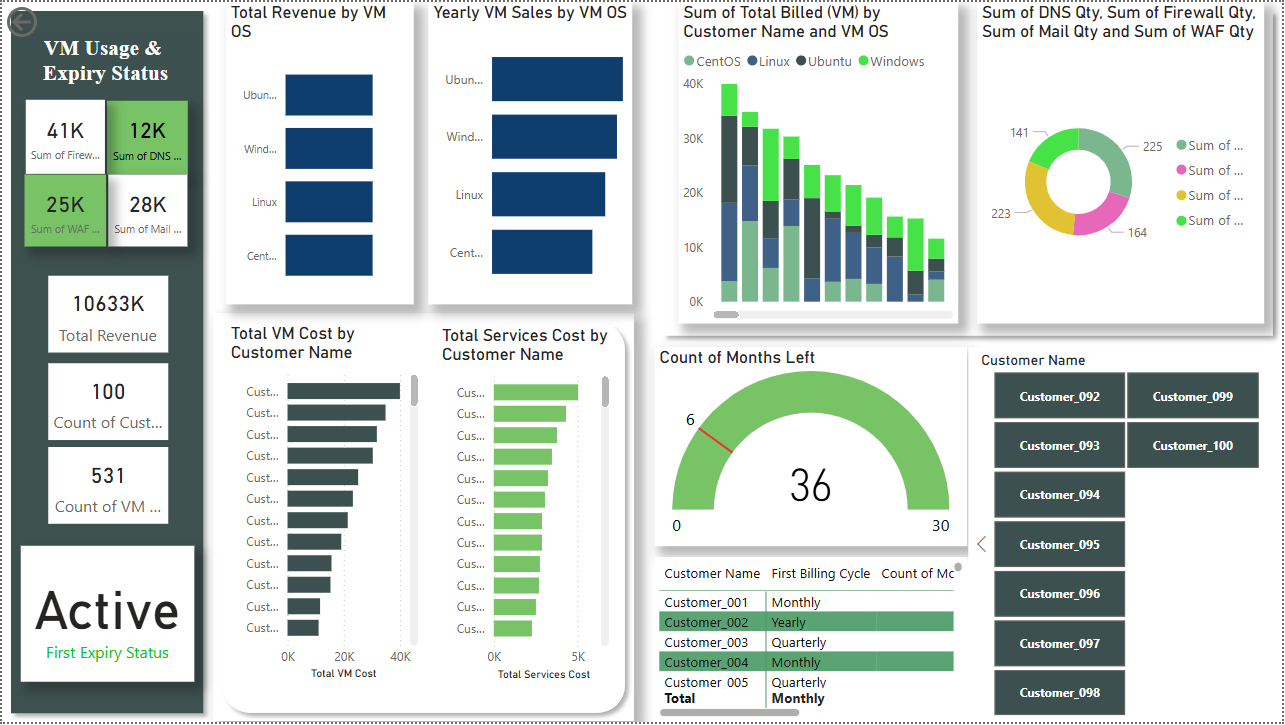 VM Usage &
Expiry Status
41K
Sum of Firew...
12K
Sum of DNS ...
25K
Sum of WAF ...
28K
Sum of Mail ...
10633K
Total Revenue
100
Count of Cust...
531
Count of VM ...
Active
First Expiry Status
Total Revenue by VM
OS
Ubun...
Wind...
Linux
Cent...
Yearly VM Sales by VM OS
Ubun...
Wind...
Linux
Cent...
Sum of Total Billed (VM) by
Customer Name and VM OS
CentOS Linux Ubuntu Windows
40K
30K
20K
10K
0K
Sum of DNS Qty, Sum of Firewall Qty,
Sum of Mail Qty and Sum of WAF Qty
141
225
223
164
Sum of ...
Sum of ...
Sum of ...
Sum of ...
Total VM Cost by
Customer Name
Cust...
Cust...
Cust...
Cust...
Cust...
Cust...
Cust...
Cust...
Cust...
Cust...
Cust...
Cust...
0K 20K 40K
Total VM Cost
Total Services Cost by
Customer Name
Cus...
Cus...
Cus...
Cus...
Cus...
Cus...
Cus...
Cus...
Cus...
Cus...
Cus...
Cus...
0K 5K
Total Services Cost
Count of Months Left
6
36
0 30
Customer Name First Billing Cycle Count of Mc
Customer_001 Monthly
Customer_002 Yearly
Customer_003 Quarterly
Customer_004 Monthly
Customer_005 Quarterly
Total Monthly
Customer Name
Customer_092 Customer_099
Customer_093 Customer_100
Customer_094
Customer_095
Customer_096
Customer_097
Customer_098